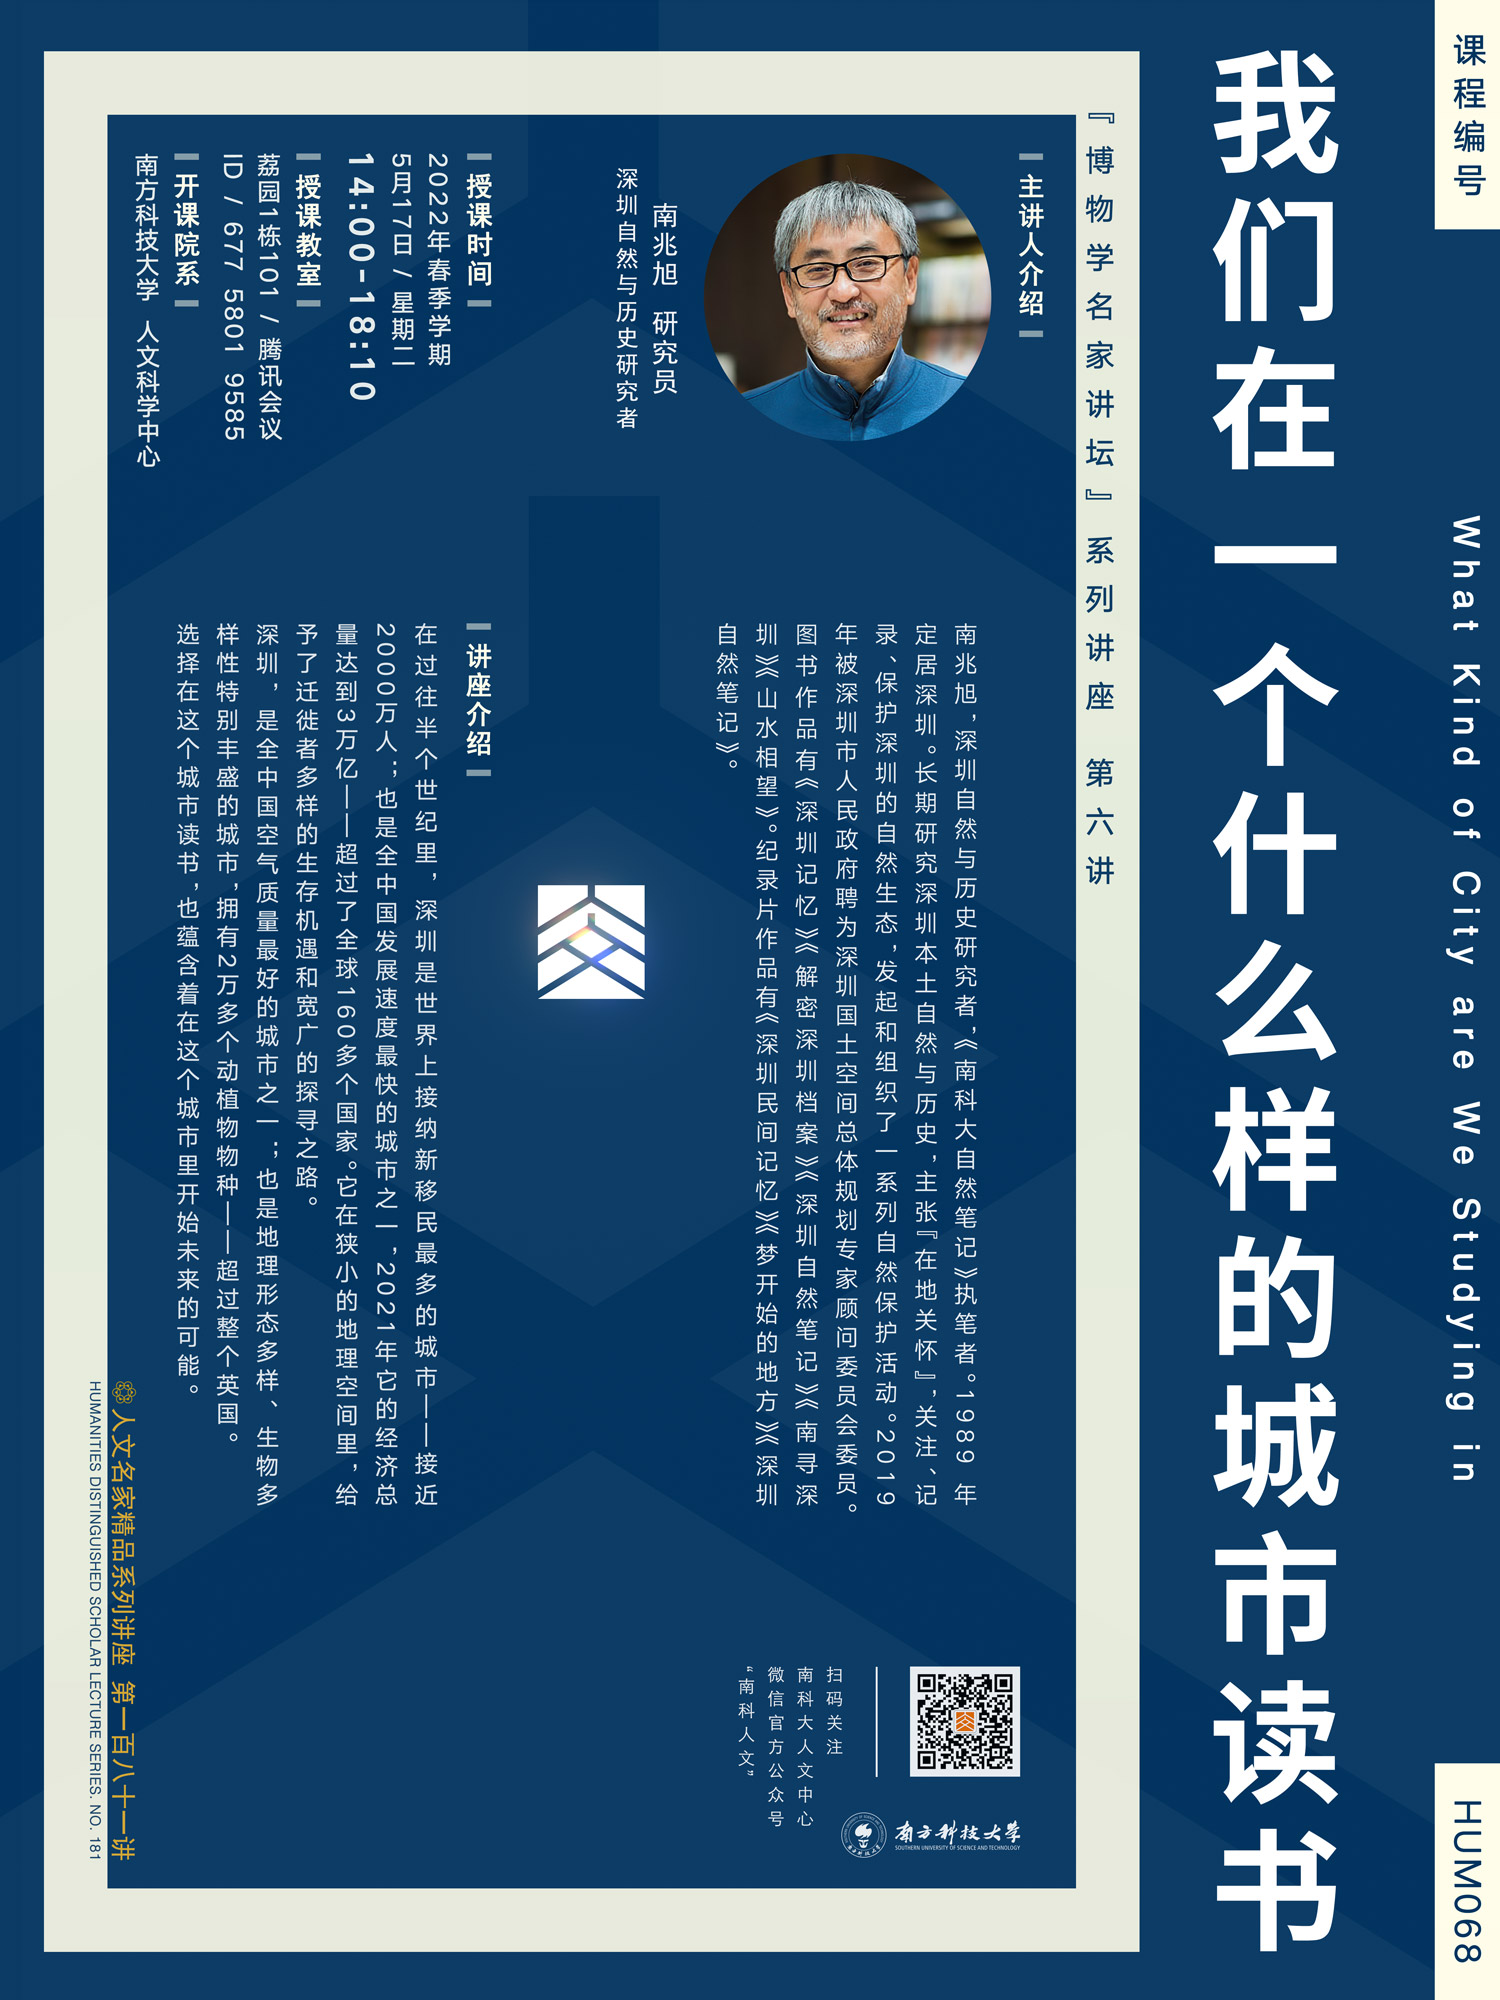 课程编号
What Kind of City are We Studying in
HUM068
我们在一个什么样的城市读书
『博物学名家讲坛』系列讲座 第六讲
主讲人介绍
南兆旭 研究员
深圳自然与历史研究者
南兆旭，深圳自然与历史研究者，《南科大自然笔记》执笔者。1989 年
定居深圳。长期研究深圳本土自然与历史，主张『在地关怀』，关注、记
录、保护深圳的自然生态，发起和组织了一系列自然保护活动。2019
年被深圳市人民政府聘为深圳国土空间总体规划专家顾问委员会委员。
图书作品有《深圳记忆》《解密深圳档案》《深圳自然笔记》《南寻深
圳》《山水相望》。纪录片作品有《深圳民间记忆》《梦开始的地方》《深圳
自然笔记》。
授课时间
2022年春季学期
5月17日 / 星期二
14:00-18:10
授课教室
荔园1栋101 / 腾讯会议
ID / 677 5801 9585
开课院系
南方科技大学 人文科学中心
讲座介绍
在过往半个世纪里，深圳是世界上接纳新移民最多的城市——接近
2000万人；也是全中国发展速度最快的城市之一，2021年它的经济总
量达到3万亿——超过了全球160多个国家。它在狭小的地理空间里，给
予了迁徙者多样的生存机遇和宽广的探寻之路。
深圳，是全中国空气质量最好的城市之一；也是地理形态多样、生物多
样性特别丰盛的城市，拥有2万多个动植物物种——超过整个英国。
选择在这个城市读书，也蕴含着在这个城市里开始未来的可能。
扫码关注
南科大人文中心
微信官方公众号
“南科人文”
南方科技大学
SOUTHERN UNIVERSITY OF SCIENCE AND TECHNOLOGY
人文名家精品系列讲座 第一百八十一讲
HUMANITIES DISTINGUISHED SCHOLAR LECTURE SERIES. NO. 181